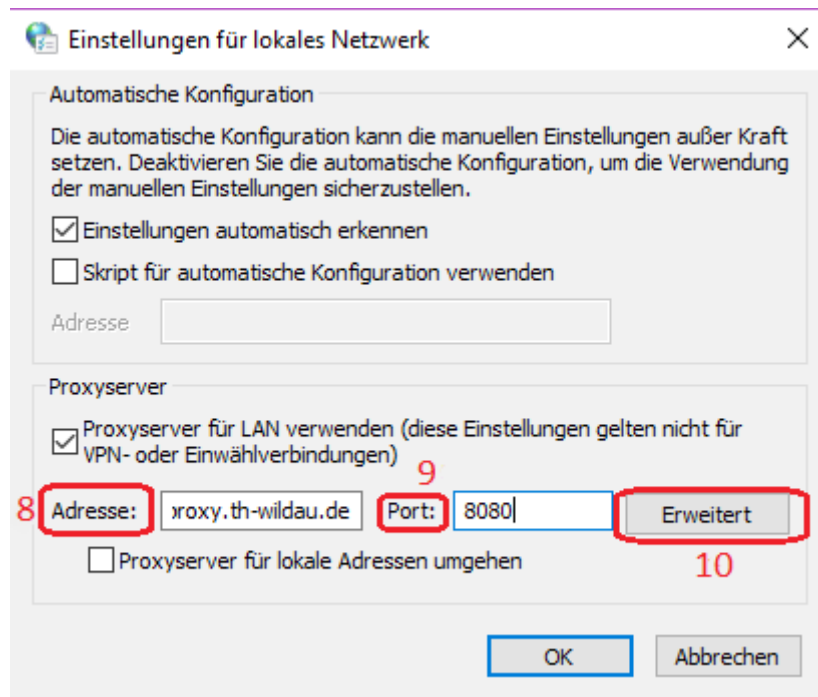 Einstellungen für lokales Netzwerk
Automatische Konfiguration
Die automatische Konfiguration kann die manuellen Einstellungen außer Kraft
setzen. Deaktivieren Sie die automatische Konfiguration, um die Verwendung
der manuellen Einstellungen sicherzustellen.
Einstellungen automatisch erkennen
Skript für automatische Konfiguration verwenden
Adresse
Proxyserver
Proxyserver für LAN verwenden (diese Einstellungen gelten nicht für
VPN- oder Einwählverbindungen)
9
8 Adresse: proxy.th-wildau.de Port: 8080 Erweitert
Proxyserver für lokale Adressen umgehen 10
OK Abbrechen